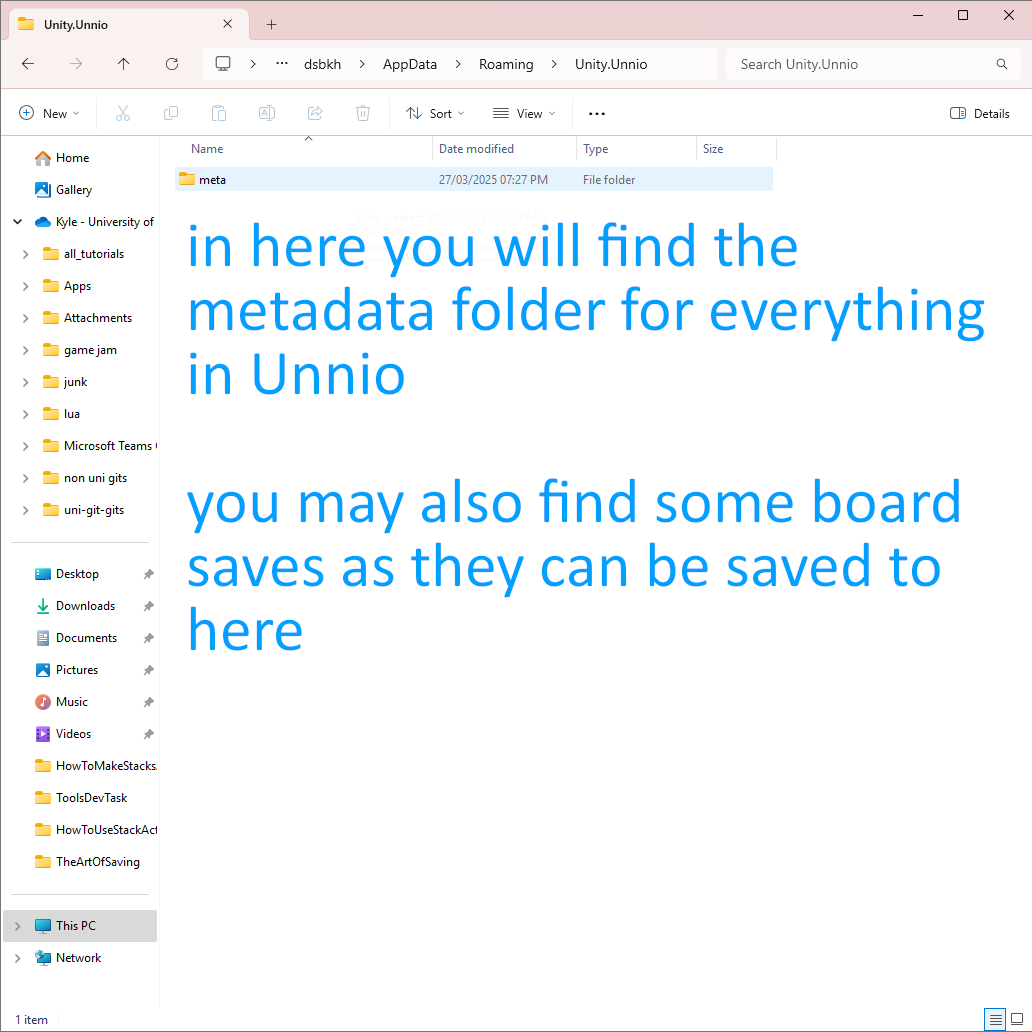 Unity.Unnio
dsbkh > AppData > Roaming > Unity.Unnio
Search Unity.Unnio
New
Sort
View
Details
Name
Date modified
Type
Size
meta
27/03/2025 07:27 PM
File folder
Home
Gallery
Kyle - University of
all_tutorials
Apps
Attachments
game jam
junk
lua
Microsoft Teams
non uni gits
uni-git-gits
Desktop
Downloads
Documents
Pictures
Music
Videos
HowToMakeStacks
ToolsDevTask
HowToUseStackAct
TheArtOfSaving
This PC
Network
in here you will find the
metadata folder for everything
in Unnio
you may also find some board
saves as they can be saved to
here
1 item